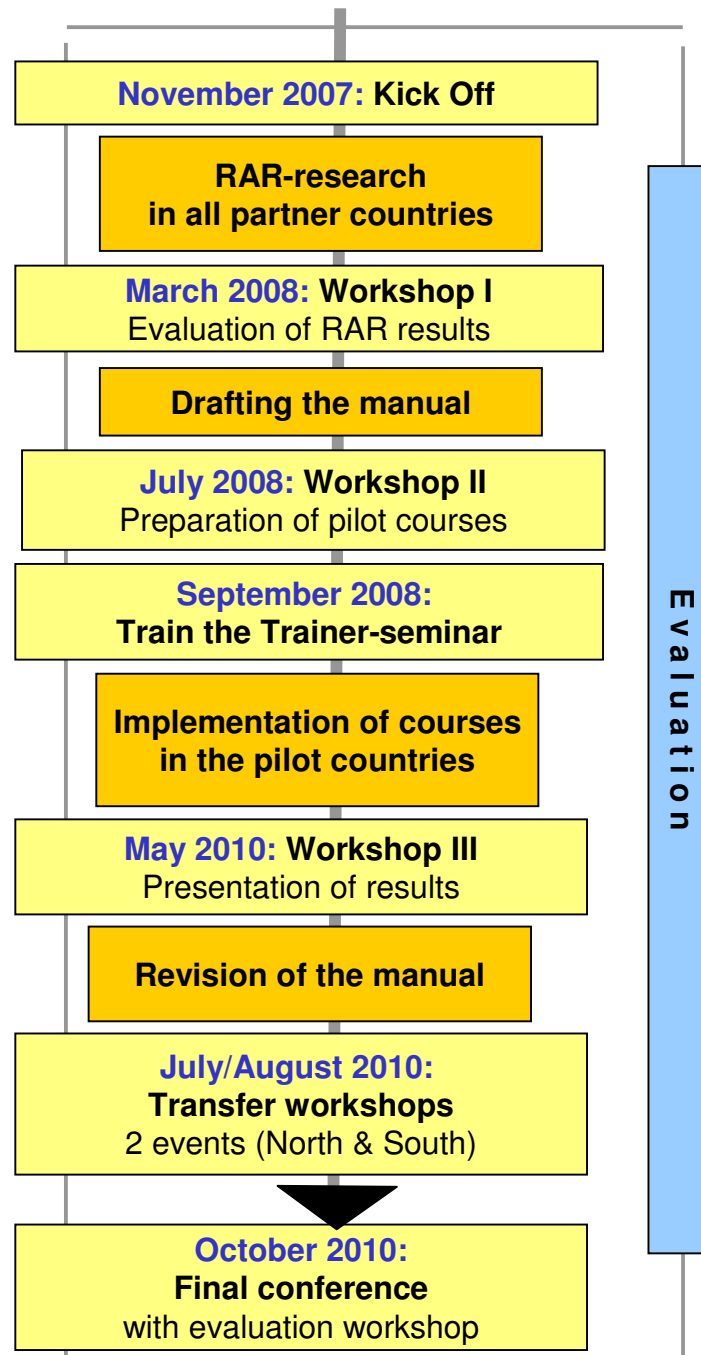 November 2007: Kick Off
RAR-research
in all partner countries
March 2008: Workshop I
Evaluation of RAR results
Drafting the manual
July 2008: Workshop II
Preparation of pilot courses
September 2008:
Train the Trainer-seminar
Implementation of courses
in the pilot countries
May 2010: Workshop III
Presentation of results
Revision of the manual
July/August 2010:
Transfer workshops
2 events (North & South)
October 2010:
Final conference
with evaluation workshop
Evaluation